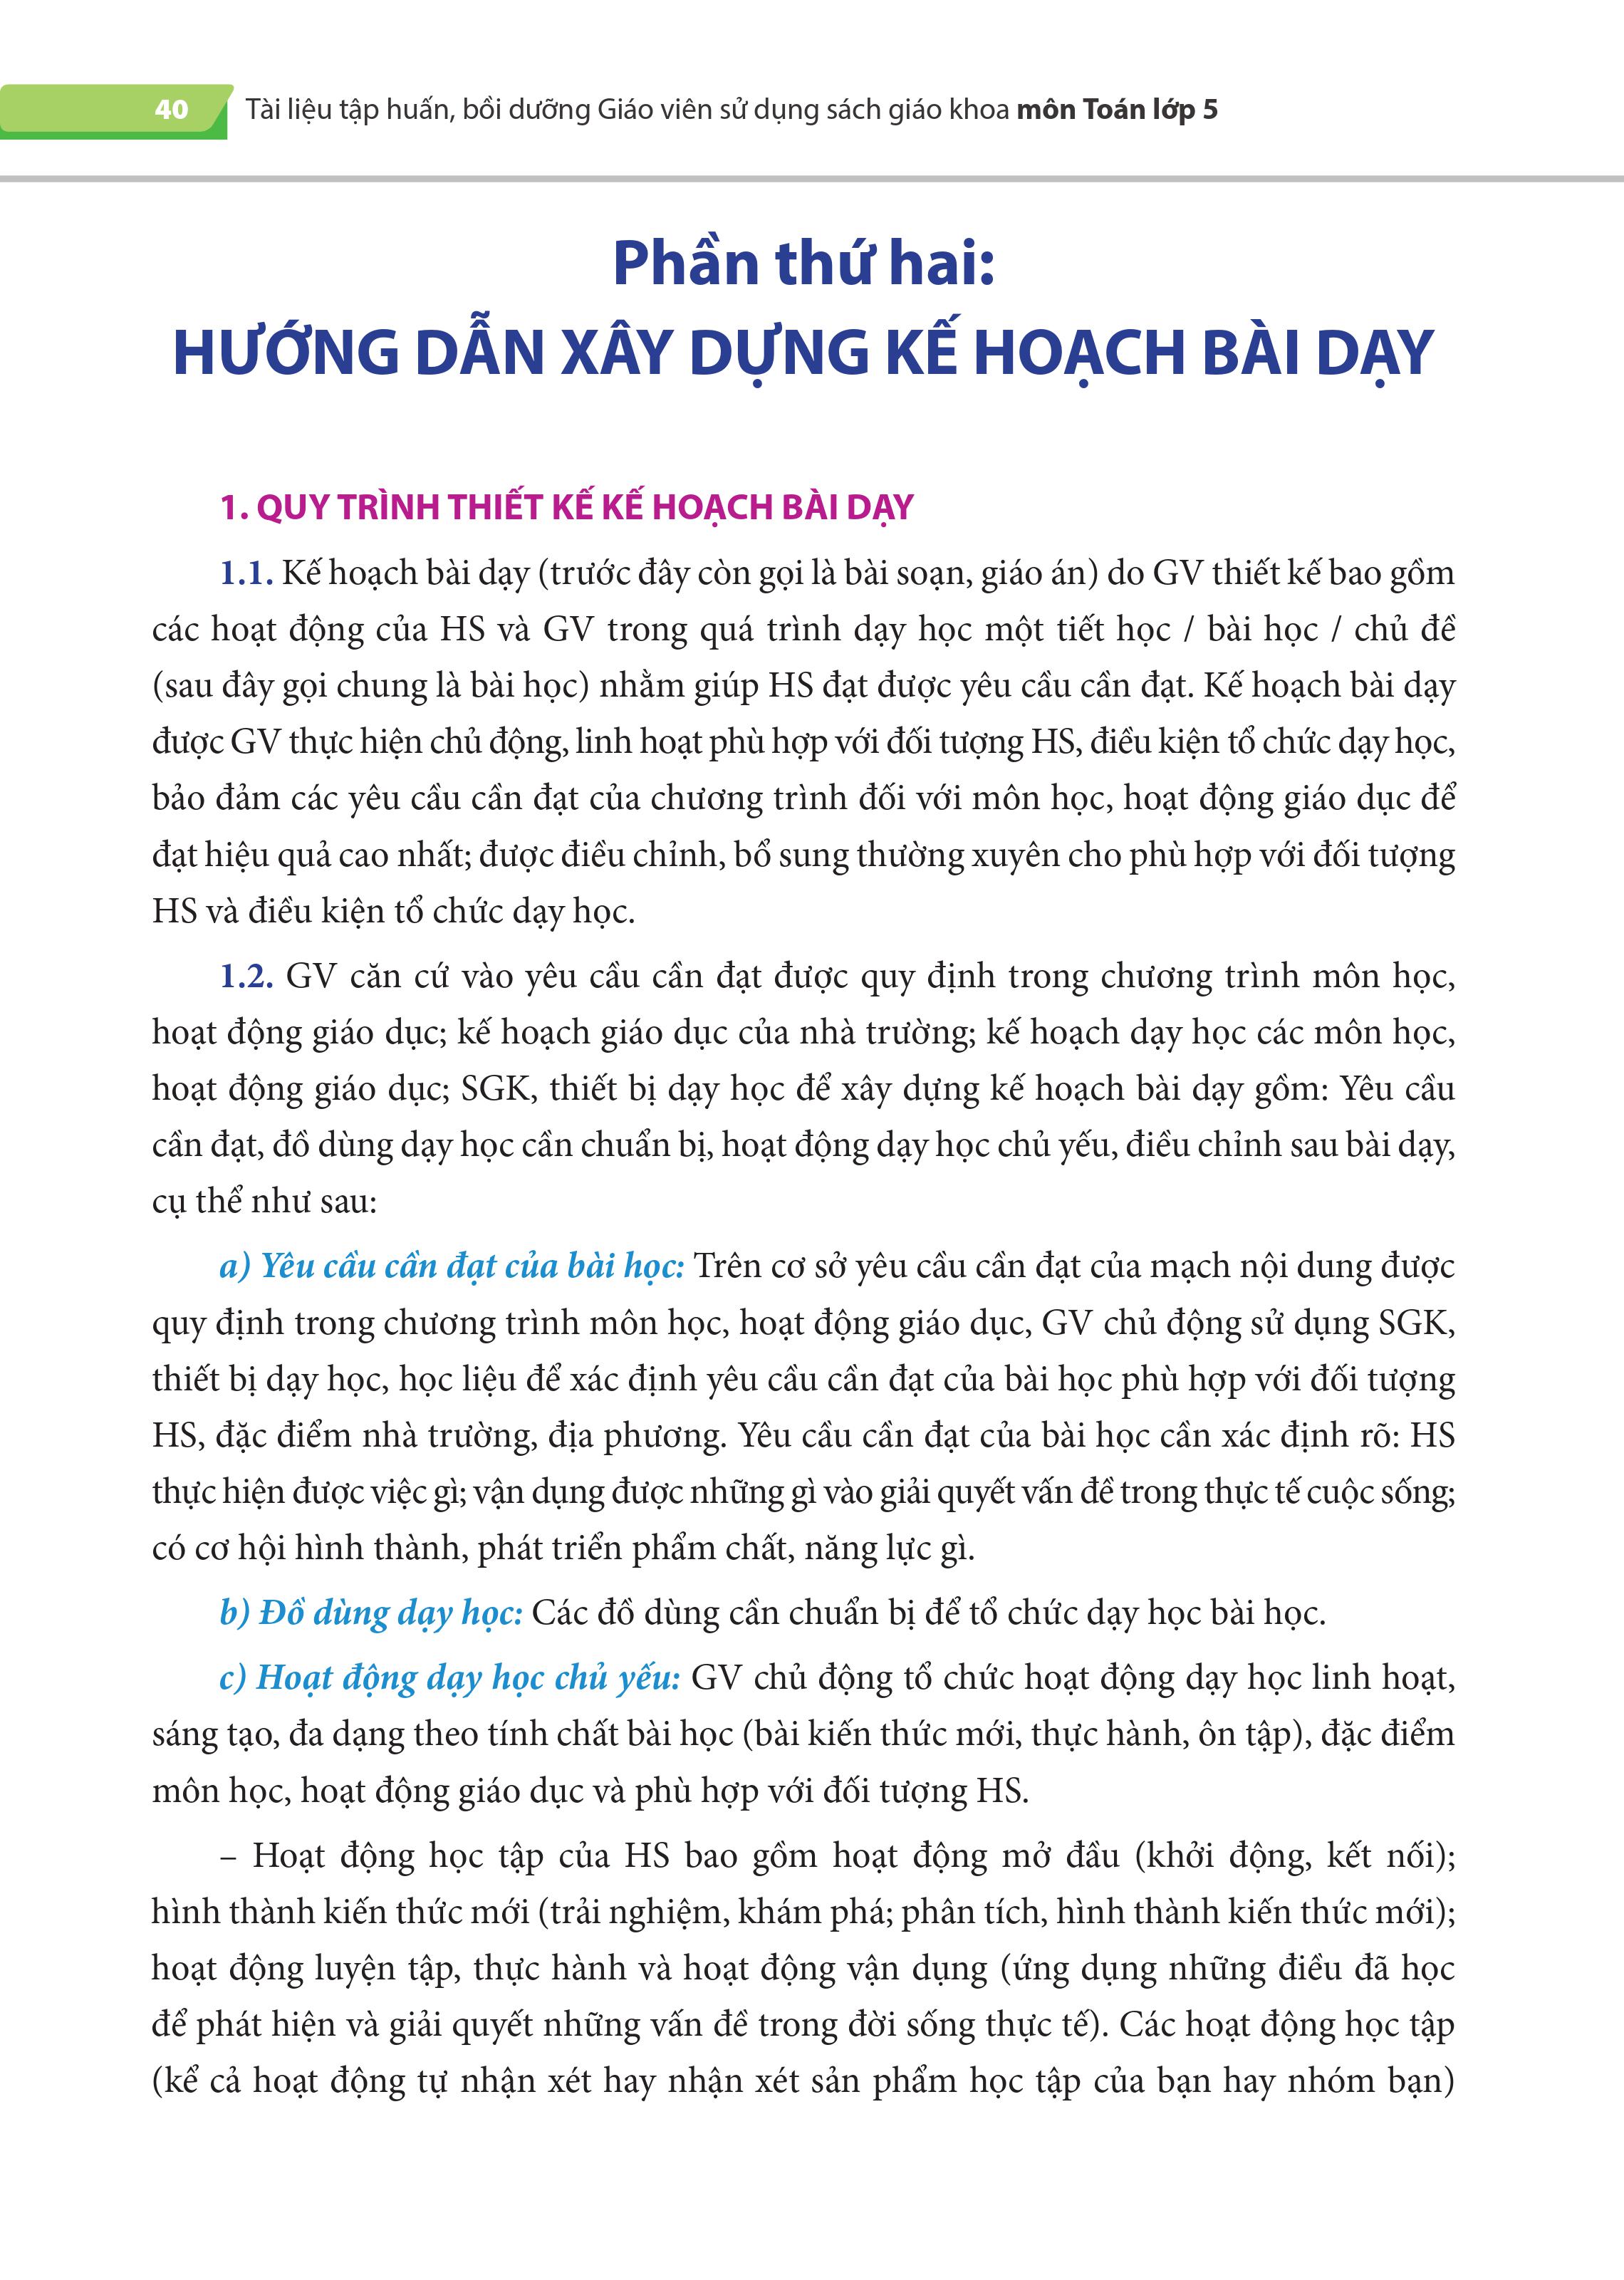 40 Tài liệu tập huấn, bồi dưỡng Giáo viên sử dụng sách giáo khoa môn Toán lớp 5
Phần thứ hai:
HƯỚNG DẪN XÂY DỰNG KẾ HOẠCH BÀI DẠY
1. QUY TRÌNH THIẾT KẾ KẾ HOẠCH BÀI DẠY
1.1. Kế hoạch bài dạy (trước đây còn gọi là bài soạn, giáo án) do GV thiết kế bao gồm
các hoạt động của HS và GV trong quá trình dạy học một tiết học / bài học / chủ đề
(sau đây gọi chung là bài học) nhằm giúp HS đạt được yêu cầu cần đạt. Kế hoạch bài dạy
được GV thực hiện chủ động, linh hoạt phù hợp với đối tượng HS, điều kiện tổ chức dạy học,
bảo đảm các yêu cầu cần đạt của chương trình đối với môn học, hoạt động giáo dục để
đạt hiệu quả cao nhất; được điều chỉnh, bổ sung thường xuyên cho phù hợp với đối tượng
HS và điều kiện tổ chức dạy học.
1.2. GV căn cứ vào yêu cầu cần đạt được quy định trong chương trình môn học,
hoạt động giáo dục; kế hoạch giáo dục của nhà trường; kế hoạch dạy học các môn học,
hoạt động giáo dục; SGK, thiết bị dạy học để xây dựng kế hoạch bài dạy gồm: Yêu cầu
cần đạt, đồ dùng dạy học cần chuẩn bị, hoạt động dạy học chủ yếu, điều chỉnh sau bài dạy,
cụ thể như sau:
a) Yêu cầu cần đạt của bài học: Trên cơ sở yêu cầu cần đạt của mạch nội dung được
quy định trong chương trình môn học, hoạt động giáo dục, GV chủ động sử dụng SGK,
thiết bị dạy học, học liệu để xác định yêu cầu cần đạt của bài học phù hợp với đối tượng
HS, đặc điểm nhà trường, địa phương. Yêu cầu cần đạt của bài học cần xác định rõ: HS
thực hiện được việc gì; vận dụng được những gì vào giải quyết vấn đề trong thực tế cuộc sống;
có cơ hội hình thành, phát triển phẩm chất, năng lực gì.
b) Đồ dùng dạy học: Các đồ dùng cần chuẩn bị để tổ chức dạy học bài học.
c) Hoạt động dạy học chủ yếu: GV chủ động tổ chức hoạt động dạy học linh hoạt,
sáng tạo, đa dạng theo tính chất bài học (bài kiến thức mới, thực hành, ôn tập), đặc điểm
môn học, hoạt động giáo dục và phù hợp với đối tượng HS.
– Hoạt động học tập của HS bao gồm hoạt động mở đầu (khởi động, kết nối);
hình thành kiến thức mới (trải nghiệm, khám phá; phân tích, hình thành kiến thức mới);
hoạt động luyện tập, thực hành và hoạt động vận dụng (ứng dụng những điều đã học
để phát hiện và giải quyết những vấn đề trong đời sống thực tế). Các hoạt động học tập
(kể cả hoạt động tự nhận xét hay nhận xét sản phẩm học tập của bạn hay nhóm bạn)